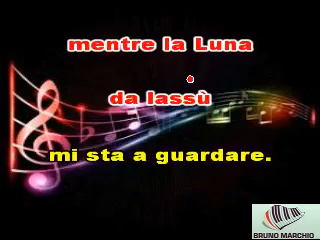 mentre la Luna
da lassù
mi sta a guardare.
BRUNO MARCHIO